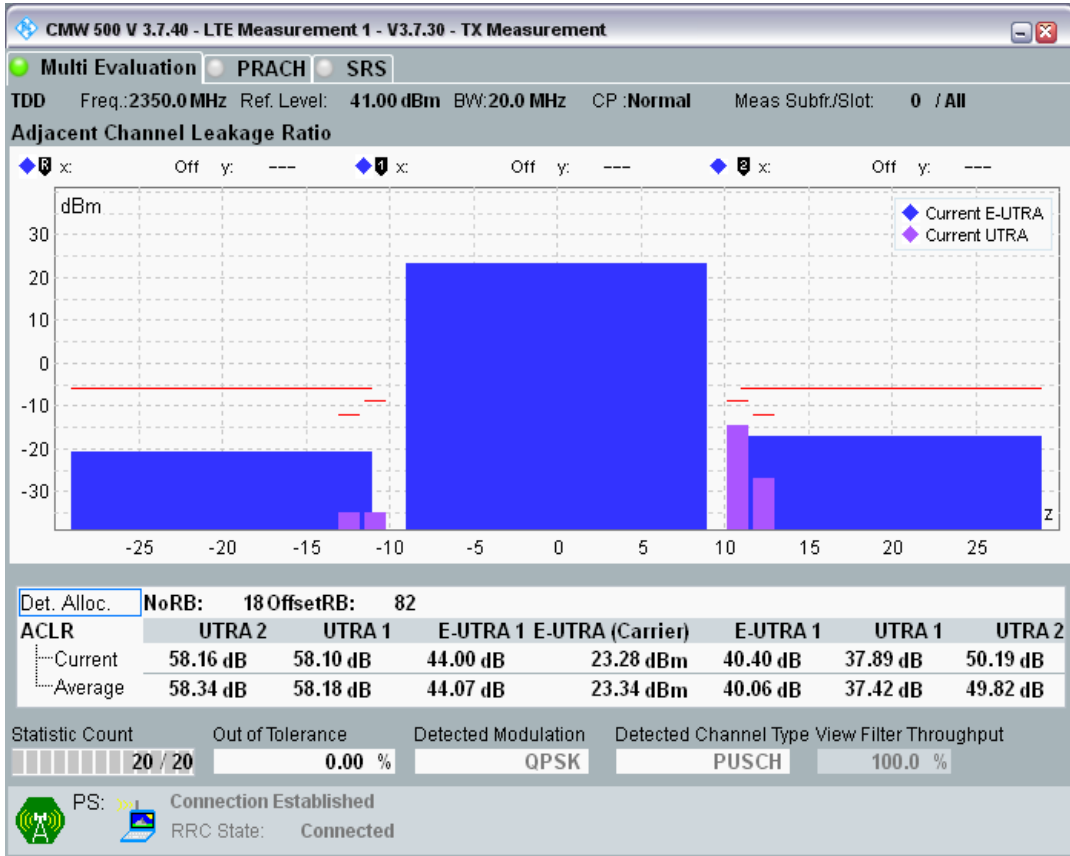 CMW 500 V 3.7.40 - LTE Measurement 1 - V3.7.30 - TX Measurement
Multi Evaluation PRACH SRS
TDD Freq.:2350.0 MHz Ref. Level: 41.00 dBm BW:20.0 MHz CP :Normal Meas Subfr./Slot: 0 / All
Adjacent Channel Leakage Ratio
R x: Off y: --- 1 x: Off y: --- 2 x: Off y: ---
dBm
Current E-UTRA
Current UTRA
30
20
10
0
-10
-20
-30
z
-25 -20 -15 -10 -5 0 5 10 15 20 25
Det. Alloc. NoRB: 18 OffsetRB: 82
ACLR UTRA 2 UTRA 1 E-UTRA 1 E-UTRA (Carrier) E-UTRA 1 UTRA 1 UTRA 2
Current 58.16 dB 58.10 dB 44.00 dB 23.28 dBm 40.40 dB 37.89 dB 50.19 dB
Average 58.34 dB 58.18 dB 44.07 dB 23.34 dBm 40.06 dB 37.42 dB 49.82 dB
Statistic Count Out of Tolerance Detected Modulation Detected Channel Type View Filter Throughput
20 / 20 0.00 % QPSK PUSCH 100.0 %
PS: Connection Established
RRC State: Connected